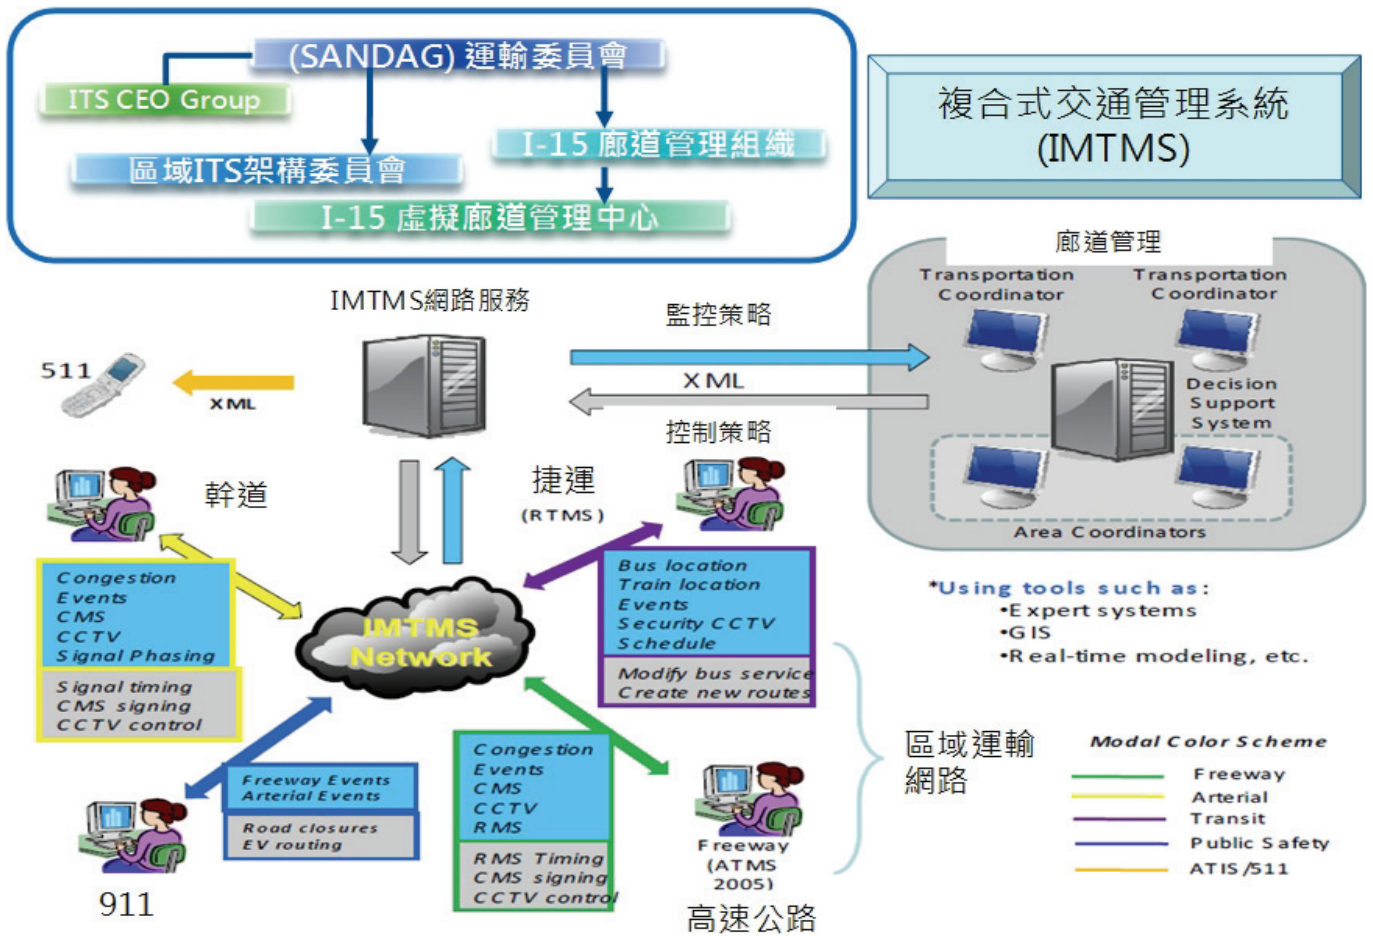 (SANDAG) 運輸委員會
ITS CEO Group
I-15 廊道管理組織
區域ITS架構委員會
I-15 虛擬廊道管理中心
複合式交通管理系統
(IMTMS)
廊道管理
Transportation
Coordinator
Transportation
Coordinator
Decision
Support
System
Area Coordinators
IMTMS網路服務
監控策略
XML
控制策略
511
XML
幹道
捷運
(RTMS)
Congestion
Events
CMS
CCTV
Signal Phasing
Signal timing
CMS signing
CCTV control
IMTMS
Network
Bus location
Train location
Events
Security CCTV
Schedule
Modify bus service
Create new routes
*Using tools such as:
•Expert systems
•GIS
•Real-time modeling, etc.
Freeway Events
Arterial Events
Road closures
EV routing
911
Congestion
Events
CMS
CCTV
RMS
RMS Timing
CMS signing
CCTV control
Freeway
(ATMS
2005)
高速公路
區域運輸
網路
Modal Color Scheme
Freeway
Arterial
Transit
Public Safety
ATIS/511